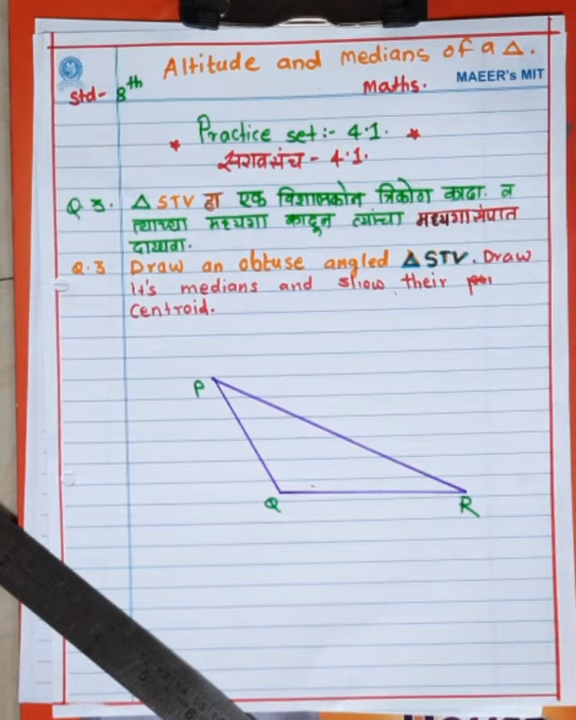 Altitude and medians of a △.
Std- 8th
Maths.
MAEER's MIT
* Practice set:- 4.1. *
सरावसंच - 4.1.
Q 3. △ STV हा एक विशालकोन त्रिकोण काढा. व
त्याच्या मध्यगा काढून त्यांचा मध्यगासंपात
दाखवा.
Q.3 Draw an obtuse angled △STV. Draw
it's medians and show their
Centroid.
P
Q
R